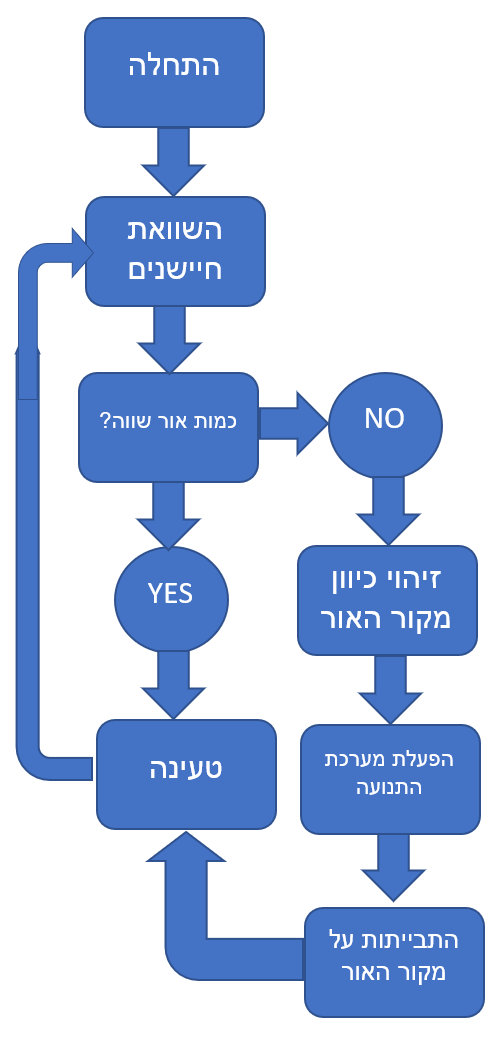 התחלה
השוואת
חיישנים
כמות אור שווה?
NO
YES
זיהוי כיוון
מקור האור
הפעלת מערכת
התנועה
טעינה
התבייתות על
מקור האור